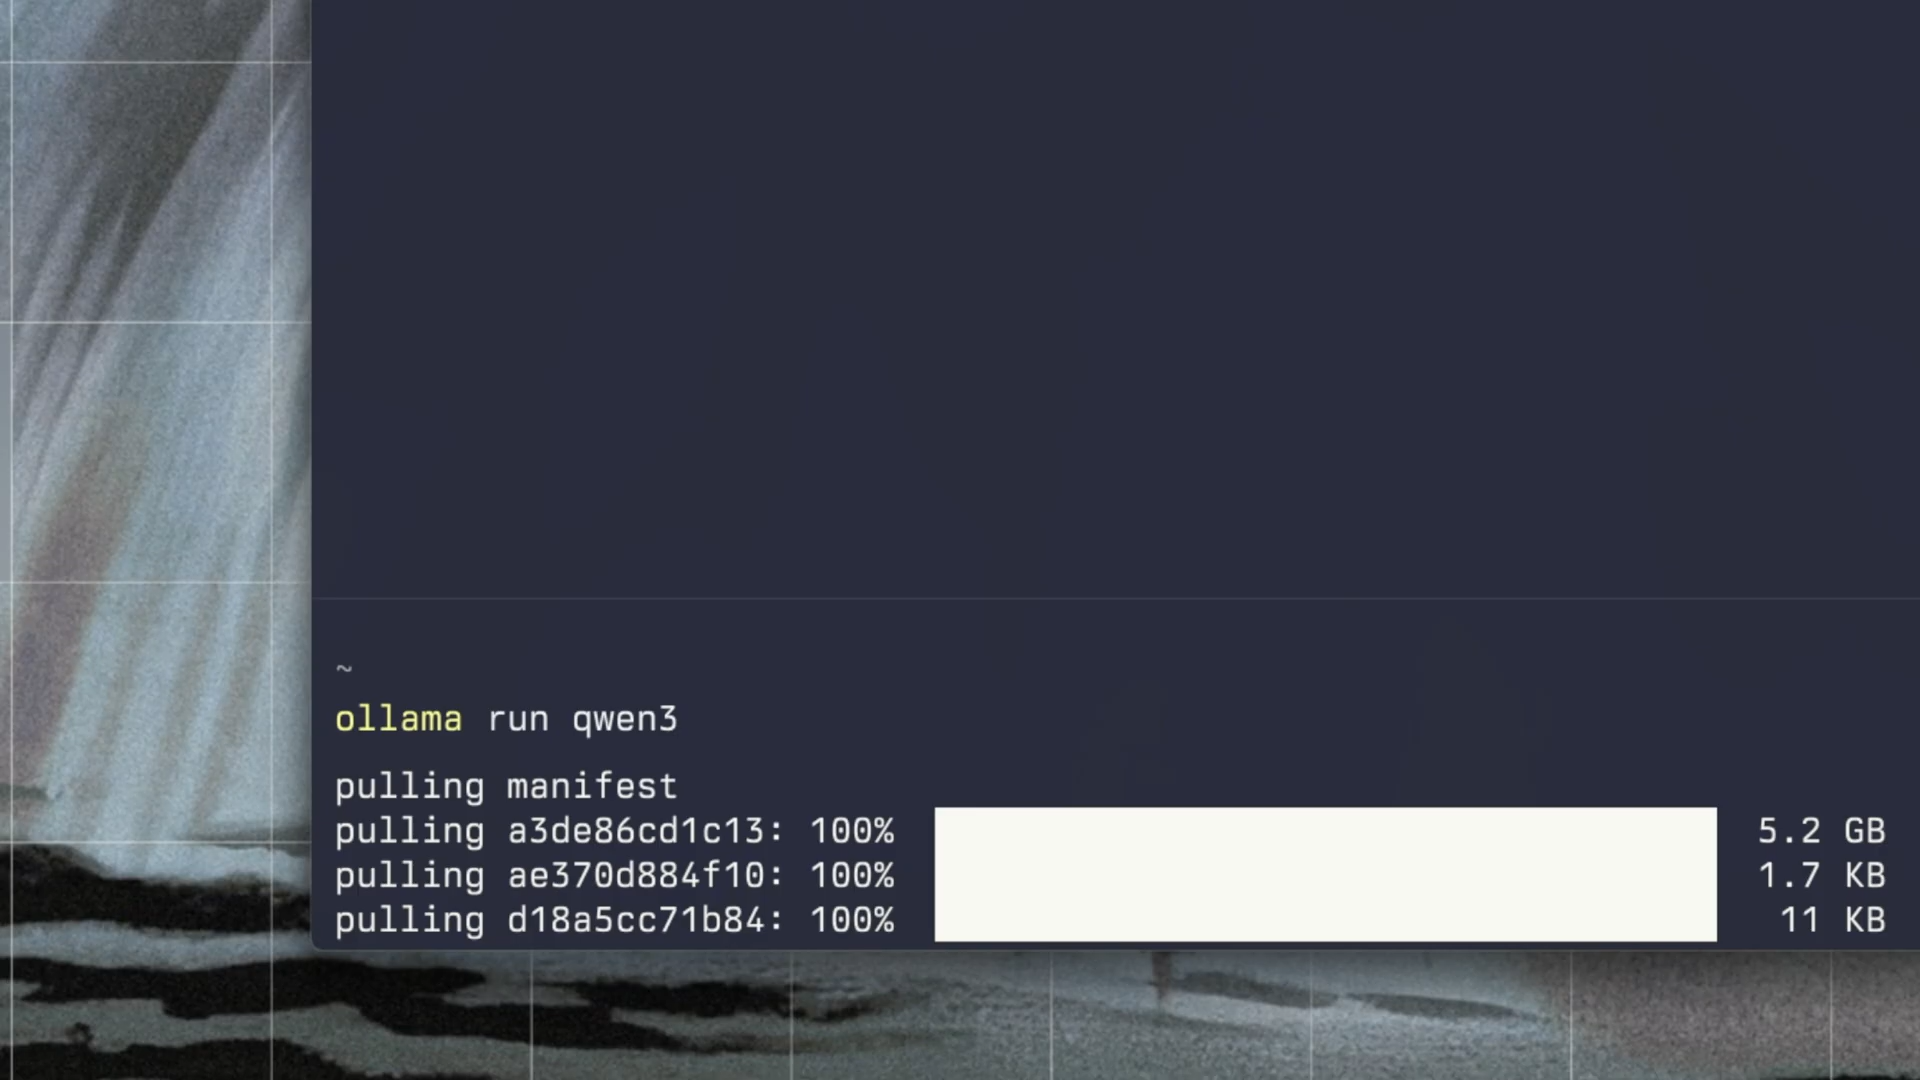 ~
ollama run qwen3
pulling manifest
pulling a3de86cd1c13: 100% 5.2 GB
pulling ae370d884f10: 100% 1.7 KB
pulling d18a5cc71b84: 100% 11 KB